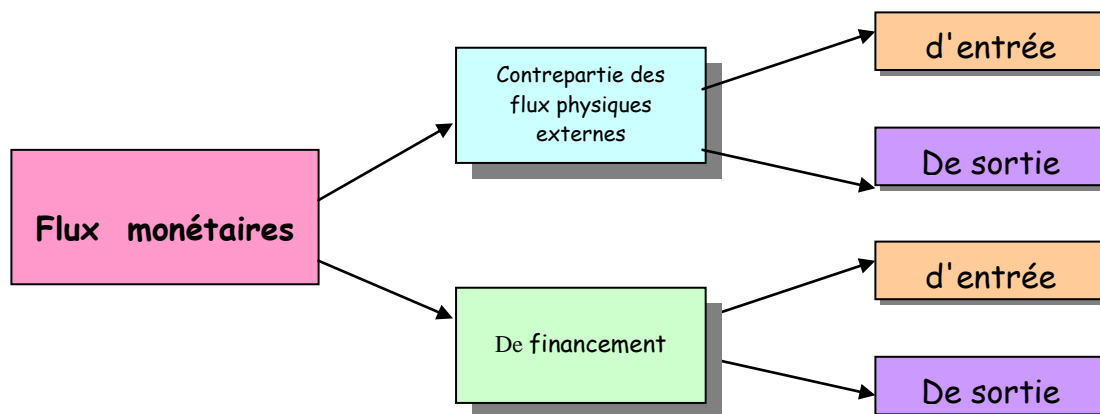 Flux monétaires
Contrepartie des
flux physiques
externes
d'entrée
De sortie
De financement
d'entrée
De sortie